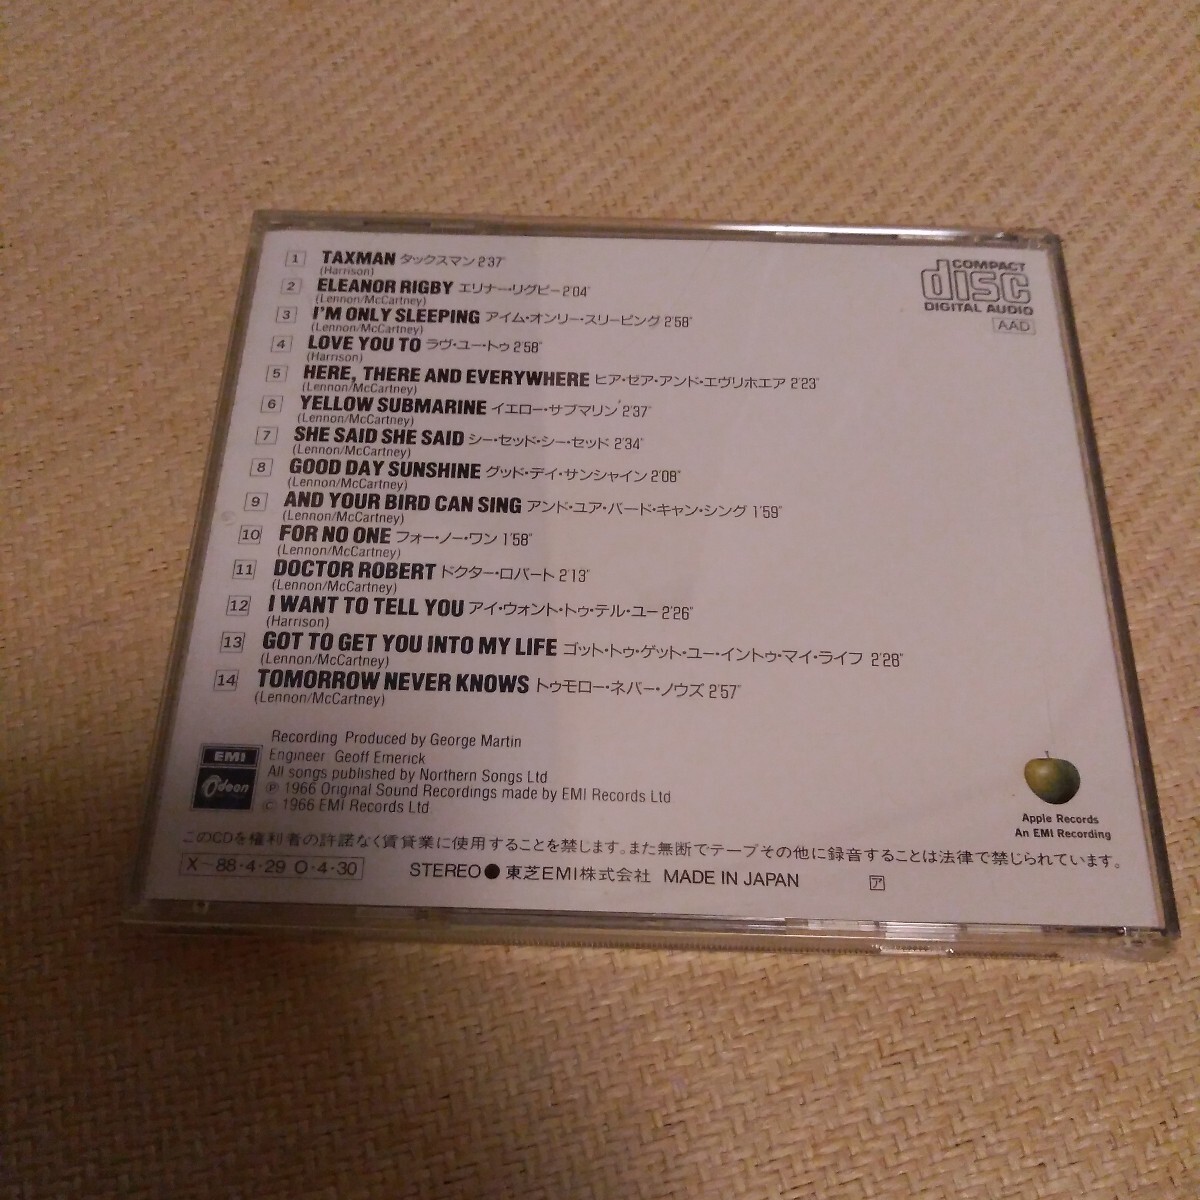 1 TAXMAN タックスマン 2'37"
(Harrison)
2 ELEANOR RIGBY エリナー・リグビー 2'04"
(Lennon/McCartney)
3 I'M ONLY SLEEPING アイム・オンリー・スリーピング 2'58"
(Lennon/McCartney)
4 LOVE YOU TO ラヴ・ユー・トゥ 2'58"
(Harrison)
5 HERE, THERE AND EVERYWHERE ヒア・ゼア・アンド・エヴリホエア 2'23"
(Lennon/McCartney)
6 YELLOW SUBMARINE イエロー・サブマリン 2'37"
(Lennon/McCartney)
7 SHE SAID SHE SAID シー・セッド・シー・セッド 2'34"
(Lennon/McCartney)
8 GOOD DAY SUNSHINE グッド・デイ・サンシャイン 2'08"
(Lennon/McCartney)
9 AND YOUR BIRD CAN SING アンド・ユア・バード・キャン・シング 1'59"
(Lennon/McCartney)
10 FOR NO ONE フォー・ノー・ワン 1'58"
(Lennon/McCartney)
11 DOCTOR ROBERT ドクター・ロバート 2'13"
(Lennon/McCartney)
12 I WANT TO TELL YOU アイ・ウォント・トゥ・テル・ユー 2'26"
(Harrison)
13 GOT TO GET YOU INTO MY LIFE ゴット・トゥ・ゲット・ユー・イントゥ・マイ・ライフ 2'28"
(Lennon/McCartney)
14 TOMORROW NEVER KNOWS トゥモロー・ネバー・ノウズ 2'57"
(Lennon/McCartney)
COMPACT
disc
DIGITAL AUDIO
AAD
Recording Produced by George Martin
Engineer Geoff Emerick
All songs published by Northern Songs Ltd
Ⓟ 1966 Original Sound Recordings made by EMI Records Ltd
© 1966 EMI Records Ltd
EMI
Odeon
Apple Records
An EMI Recording
このCDを権利者の許諾なく賃貸業に使用することを禁じます。また無断でテープその他に録音することは法律で禁じられています。
X-88・4・29 O・4・30
STEREO● 東芝EMI株式会社 MADE IN JAPAN
ア